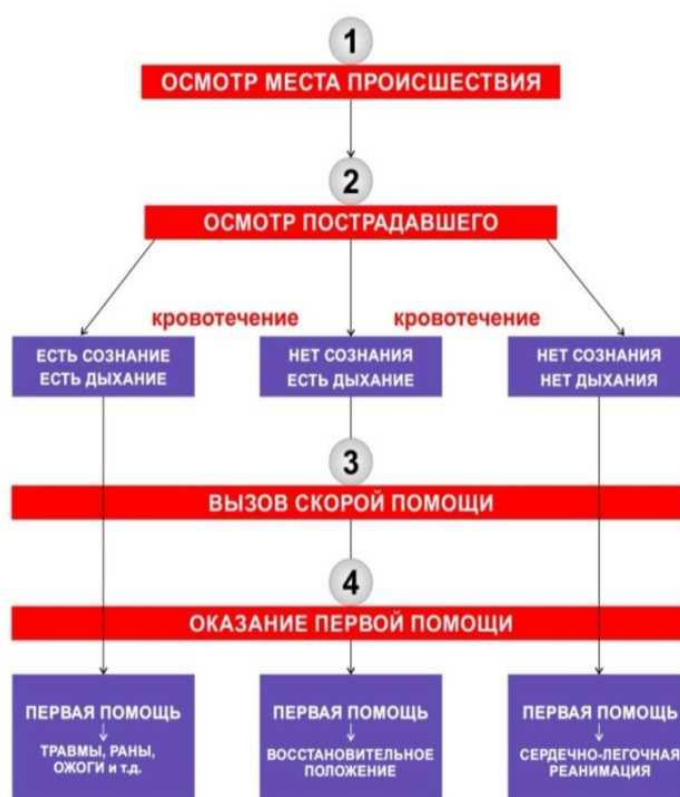 1
ОСМОТР МЕСТА ПРОИСШЕСТВИЯ
2
ОСМОТР ПОСТРАДАВШЕГО
кровотечение
кровотечение
ЕСТЬ СОЗНАНИЕ
ЕСТЬ ДЫХАНИЕ
НЕТ СОЗНАНИЯ
ЕСТЬ ДЫХАНИЕ
НЕТ СОЗНАНИЯ
НЕТ ДЫХАНИЯ
3
ВЫЗОВ СКОРОЙ ПОМОЩИ
4
ОКАЗАНИЕ ПЕРВОЙ ПОМОЩИ
ПЕРВАЯ ПОМОЩЬ
ТРАВМЫ, РАНЫ,
ОЖОГИ и т.д.
ПЕРВАЯ ПОМОЩЬ
ВОССТАНОВИТЕЛЬНОЕ
ПОЛОЖЕНИЕ
ПЕРВАЯ ПОМОЩЬ
СЕРДЕЧНО-ЛЕГОЧНАЯ
РЕАНИМАЦИЯ